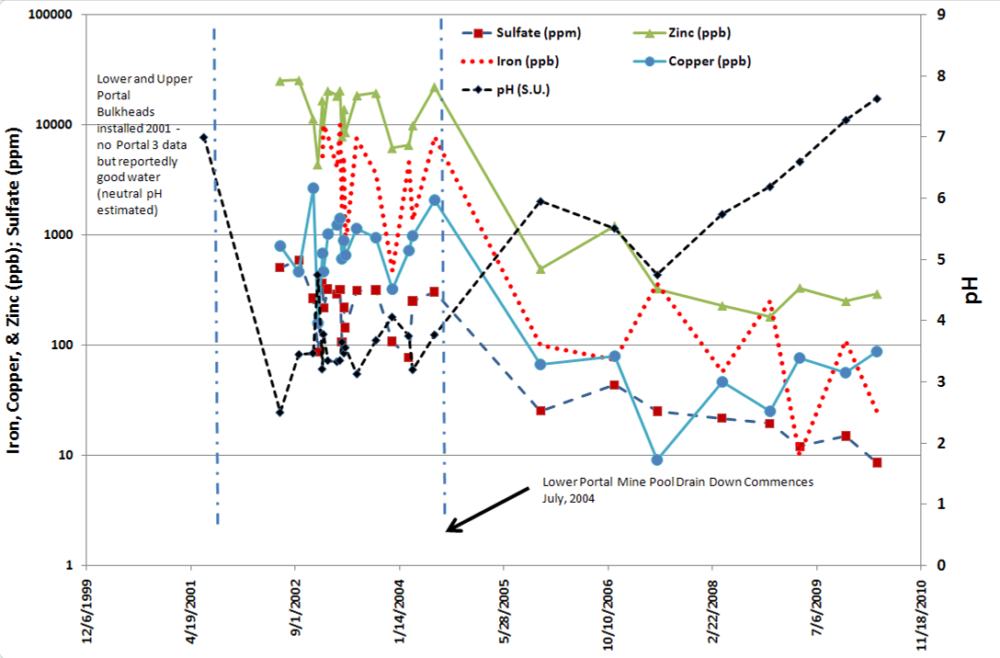 100000
10000
1000
100
10
1
Iron, Copper, & Zinc (ppb); Sulfate (ppm)
Lower and Upper
Portal
Bulkheads
installed 2001 -
no Portal 3 data
but reportedly
good water
(neutral pH
estimated)
Sulfate (ppm)
Zinc (ppb)
Iron (ppb)
Copper (ppb)
pH (S.U.)
Lower Portal Mine Pool Drain Down Commences
July, 2004
9
8
7
6
5
4
3
2
1
0
pH
12/6/1999
4/19/2001
9/1/2002
1/14/2004
5/28/2005
10/10/2006
2/22/2008
7/6/2009
11/18/2010